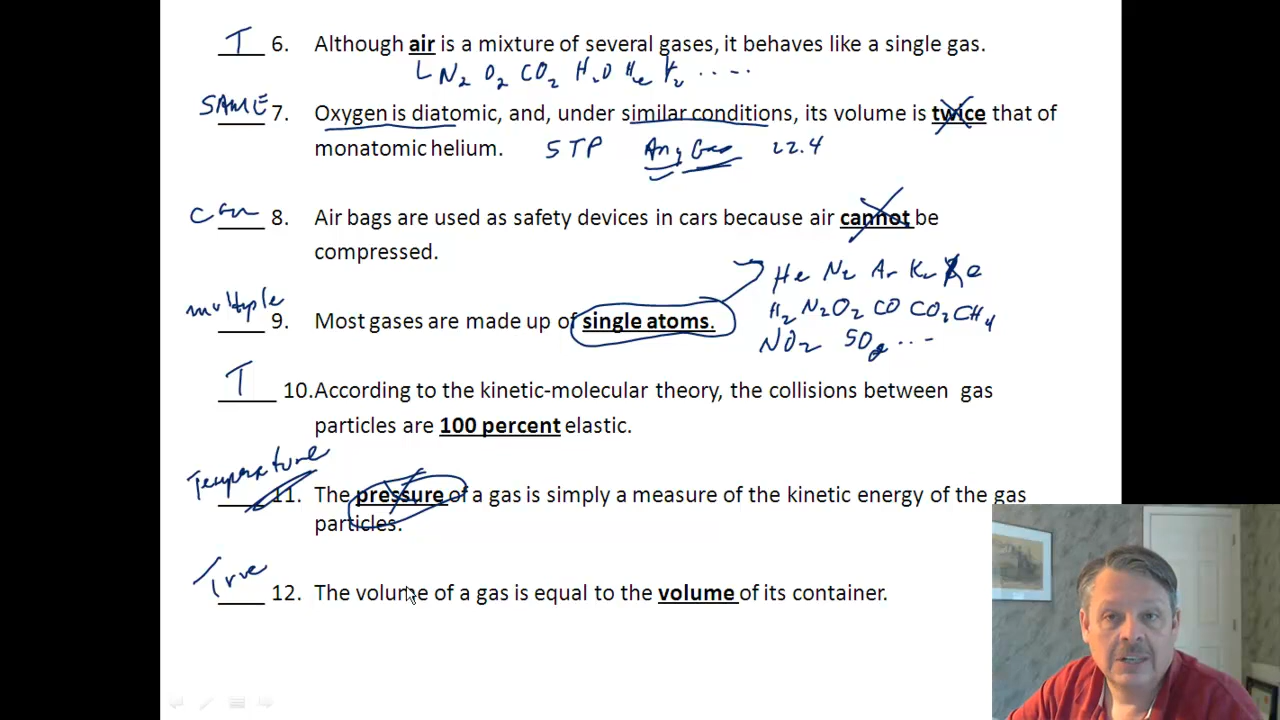 T 6. Although air is a mixture of several gases, it behaves like a single gas.
N2 O2 CO2 H2O He
SAME 7. Oxygen is diatomic, and, under similar conditions, its volume is twice that of
monatomic helium. STP Any Gas 22.4
can 8. Air bags are used as safety devices in cars because air cannot be
compressed.
He N2 Ar
multiple 9. Most gases are made up of single atoms.
H2 N2 O2 CO CO2 CH4
NO2
T 10.According to the kinetic-molecular theory, the collisions between gas
particles are 100 percent elastic.
Temperature 11. The pressure of a gas is simply a measure of the kinetic energy of the gas
particles.
True 12. The volume of a gas is equal to the volume of its container.